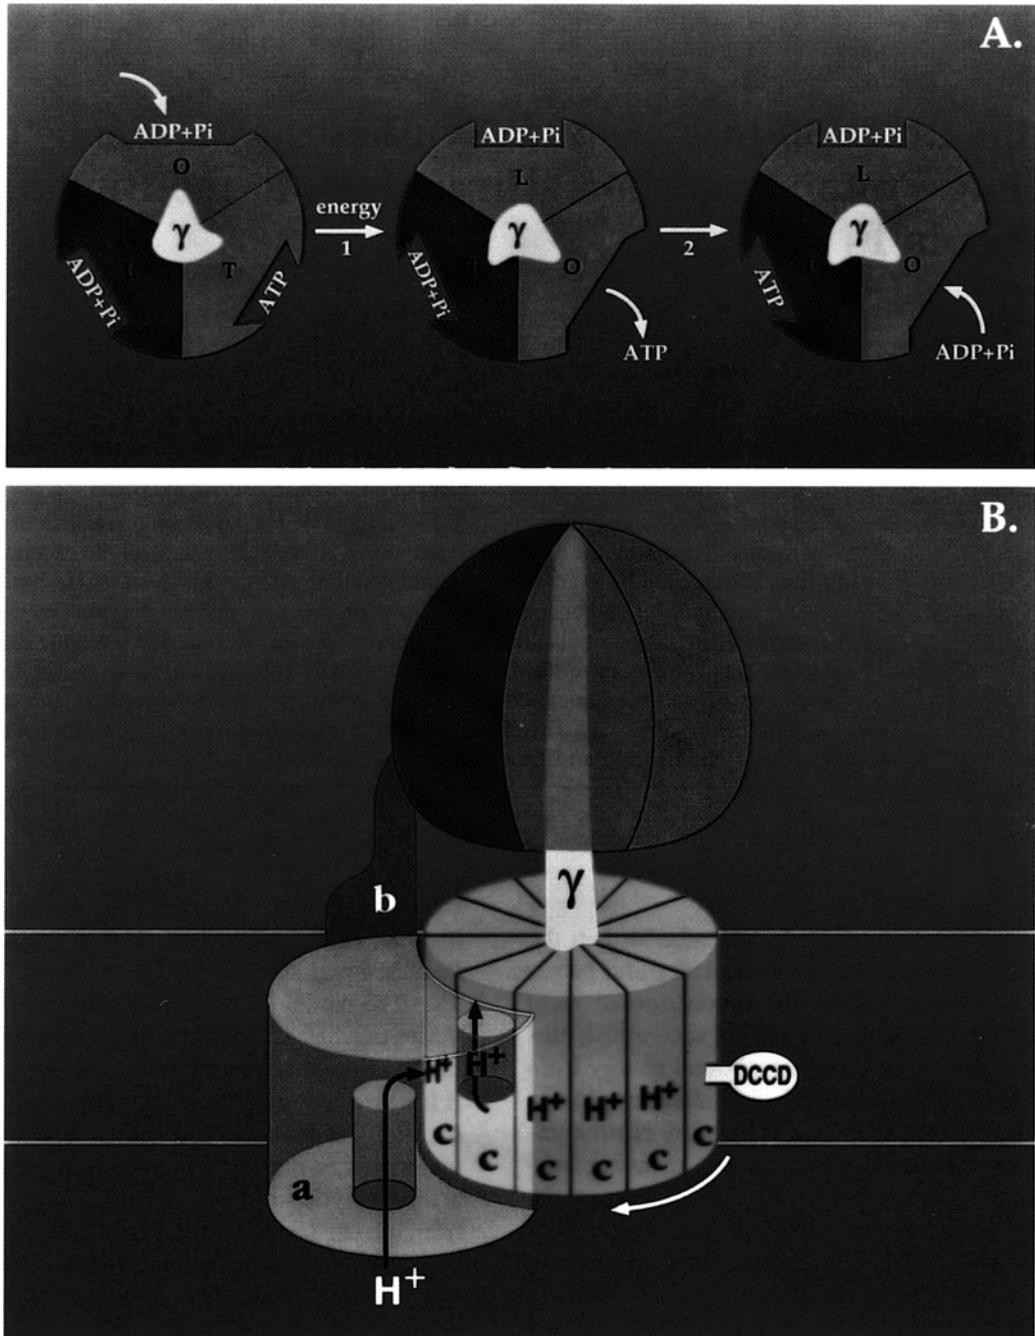 A.
ADP+Pi
O
γ
L
T
ADP+Pi
ATP
energy
1
ADP+Pi
L
γ
T
O
ADP+Pi
ATP
2
ADP+Pi
L
γ
T
O
ATP
ADP+Pi
B.
γ
b
H+
H+
H+
H+
H+
DCCD
c
c
c
c
c
c
a
H+